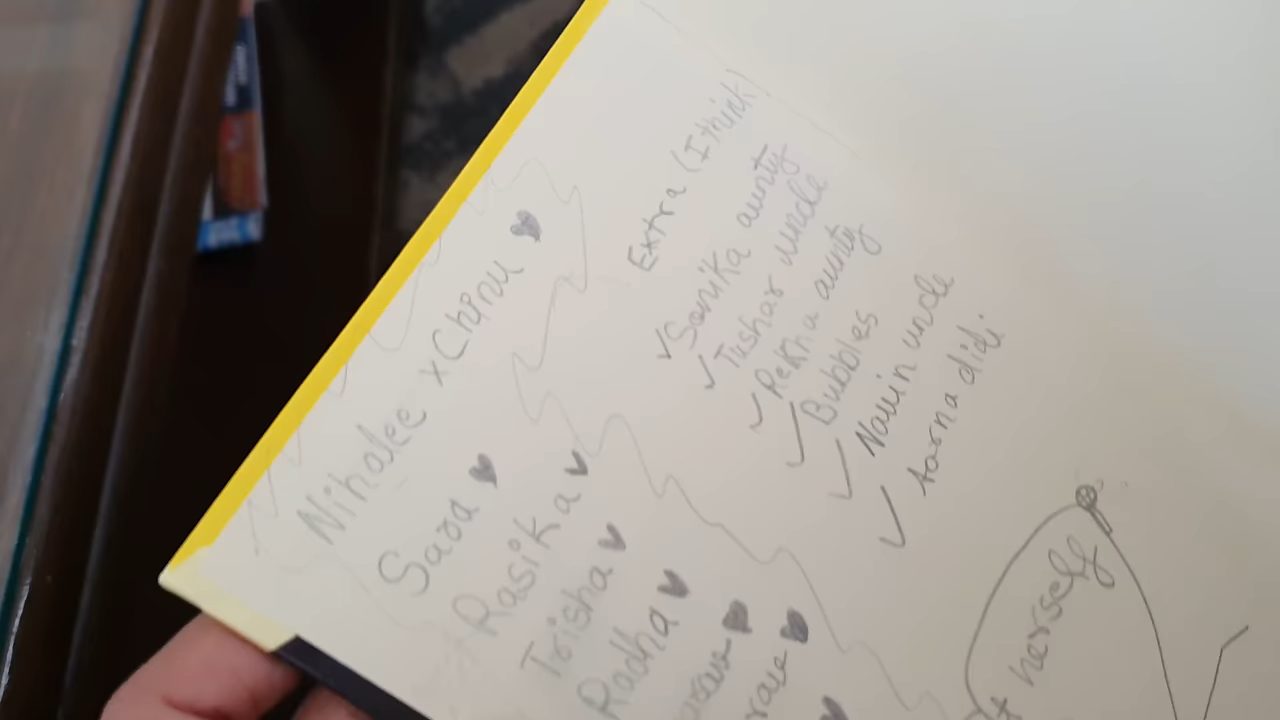 Nihalee x Chinu
Sara
Rasika
Trisha
Radha
Extra (I think)
Sonika aunty
Tushar uncle
Rekha aunty
Bubbles
Navin uncle
tarna didi
herself